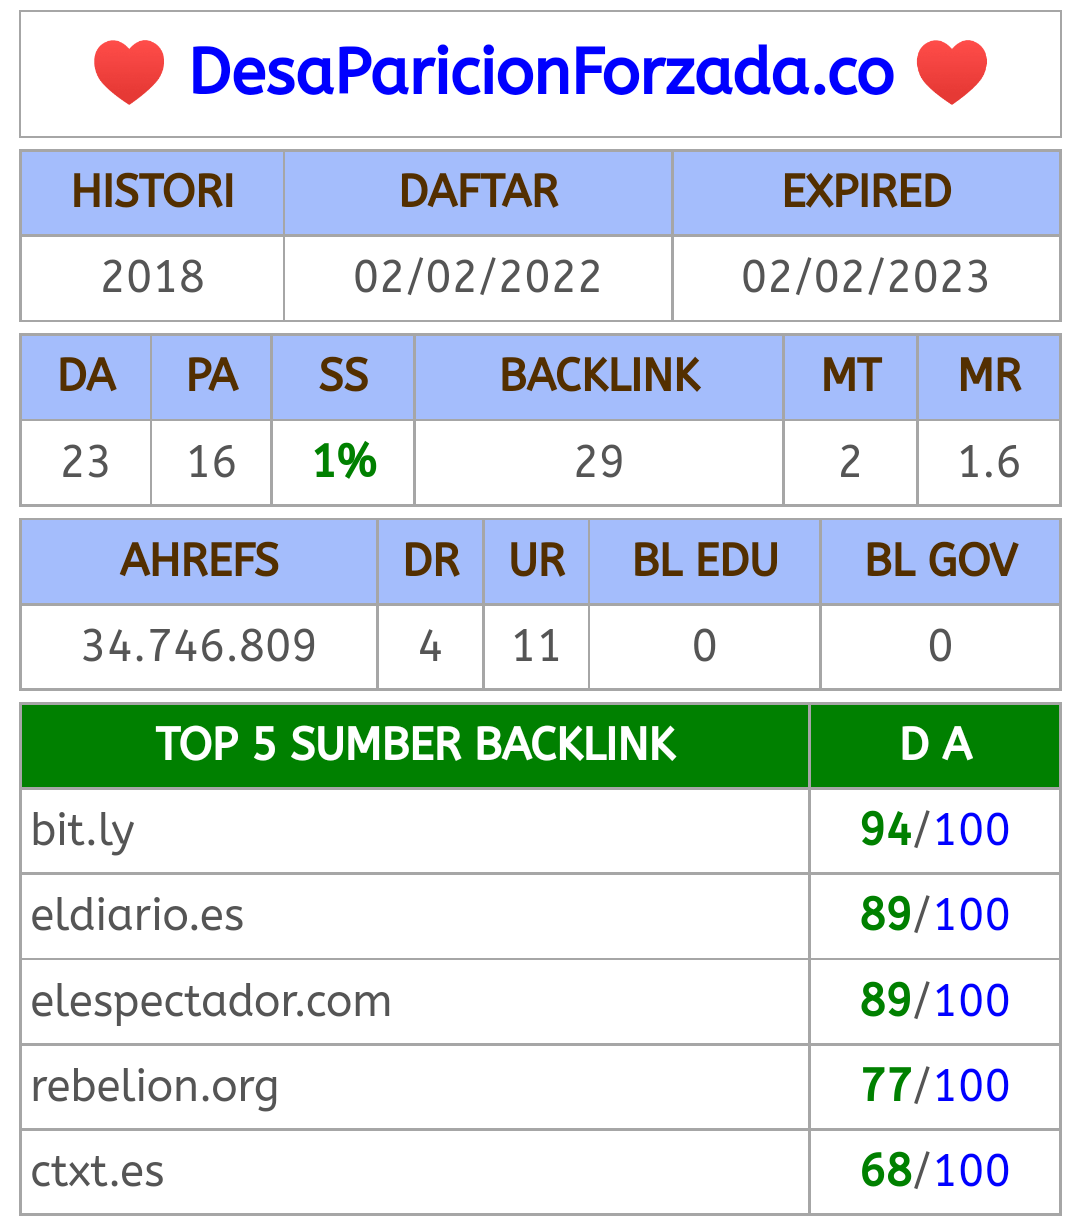 ❤️ DesaParicionForzada.co ❤️
HISTORI DAFTAR EXPIRED
2018 02/02/2022 02/02/2023
DA PA SS BACKLINK MT MR
23 16 1% 29 2 1.6
AHREFS DR UR BL EDU BL GOV
34.746.809 4 11 0 0
TOP 5 SUMBER BACKLINK D A
bit.ly 94/100
eldiario.es 89/100
elespectador.com 89/100
rebelion.org 77/100
ctxt.es 68/100